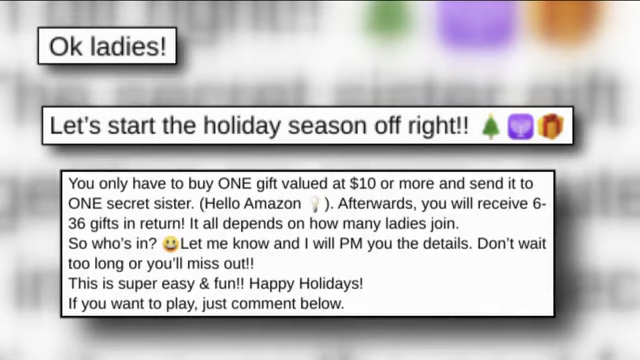 Ok ladies!
Let's start the holiday season off right!! 🎄🕎🎁
You only have to buy ONE gift valued at $10 or more and send it to
ONE secret sister. (Hello Amazon 💡). Afterwards, you will receive 6-
36 gifts in return! It all depends on how many ladies join.
So who's in? 😀Let me know and I will PM you the details. Don't wait
too long or you'll miss out!!
This is super easy & fun!! Happy Holidays!
If you want to play, just comment below.